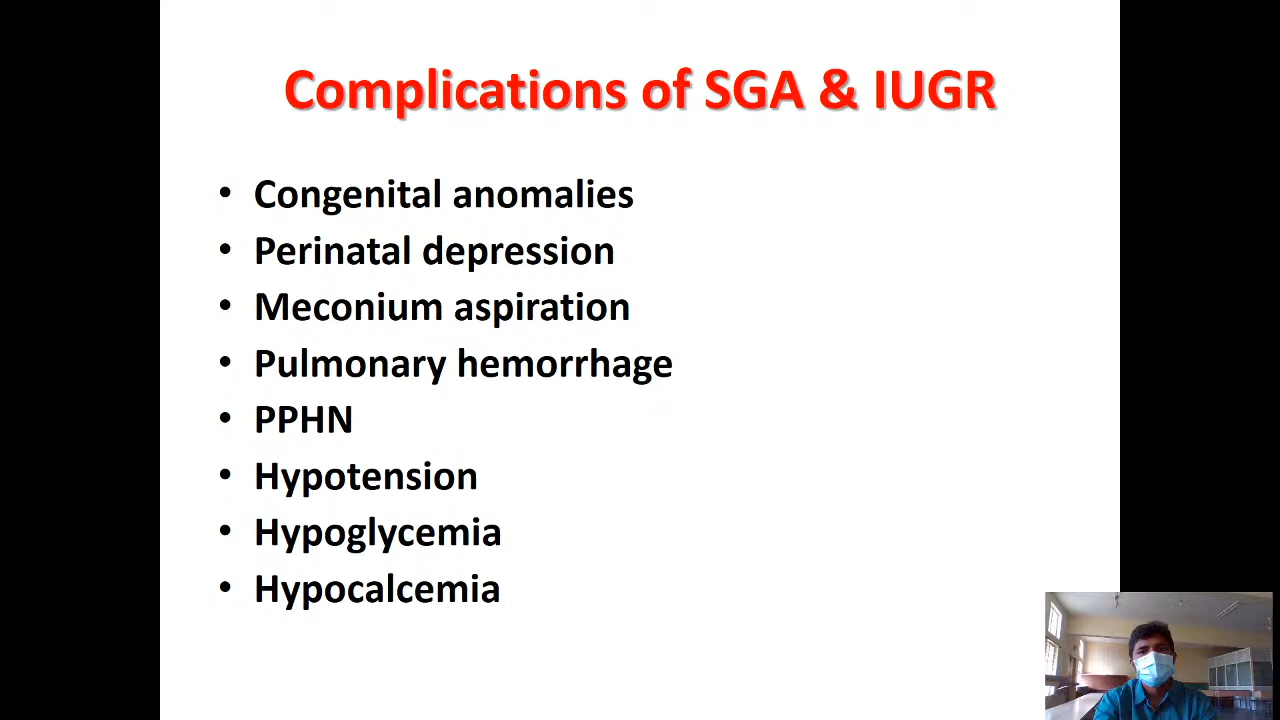 Complications of SGA & IUGR
• Congenital anomalies
• Perinatal depression
• Meconium aspiration
• Pulmonary hemorrhage
• PPHN
• Hypotension
• Hypoglycemia
• Hypocalcemia